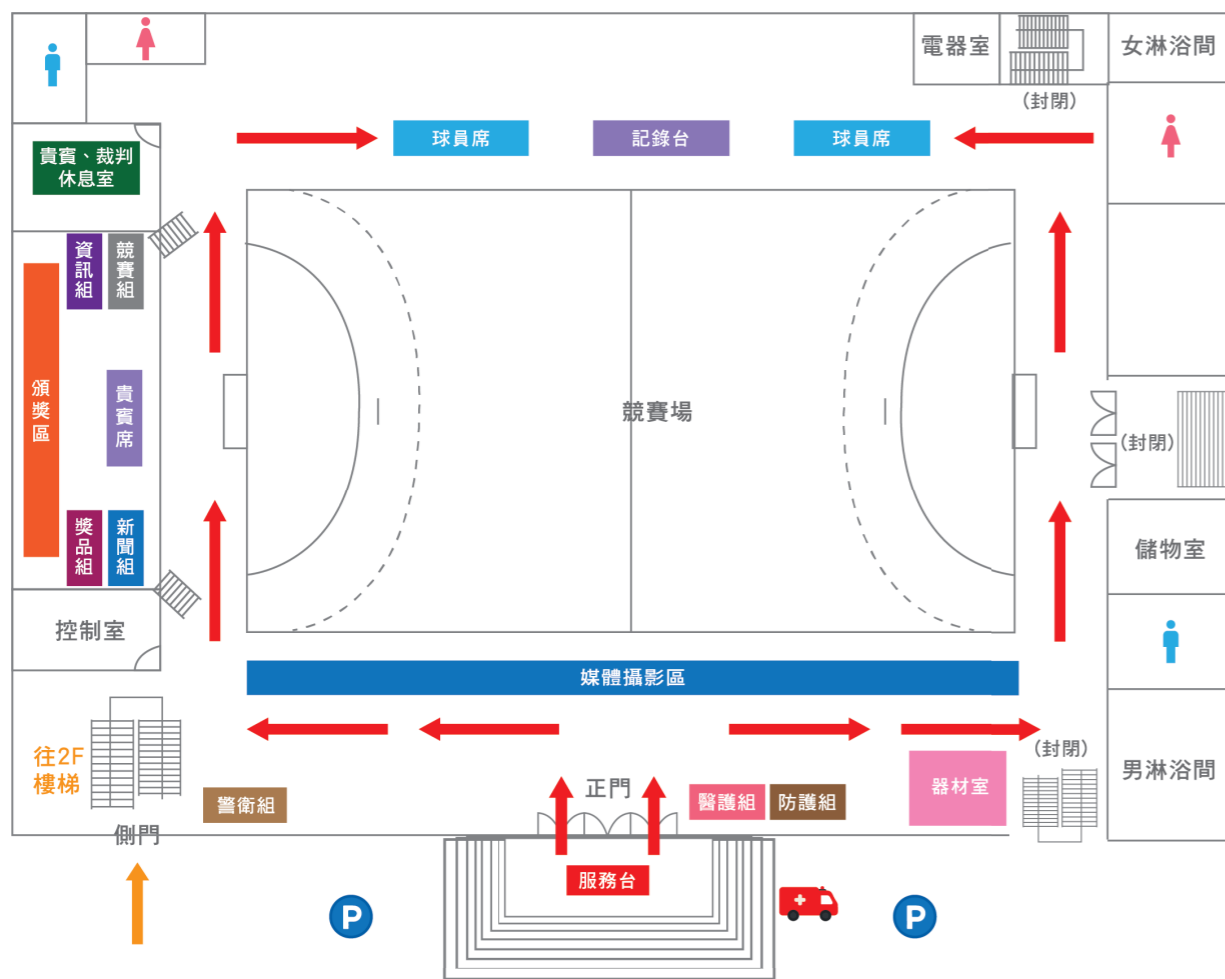 電器室
女淋浴間
(封閉)
球員席
記錄台
球員席
貴賓、裁判
休息室
資訊組
競賽組
頒獎區
貴賓席
競賽場
(封閉)
獎品組
新聞組
儲物室
控制室
媒體攝影區
往2F
樓梯
(封閉)
男淋浴間
器材室
正門
警衛組
醫護組
防護組
側門
服務台
P
P